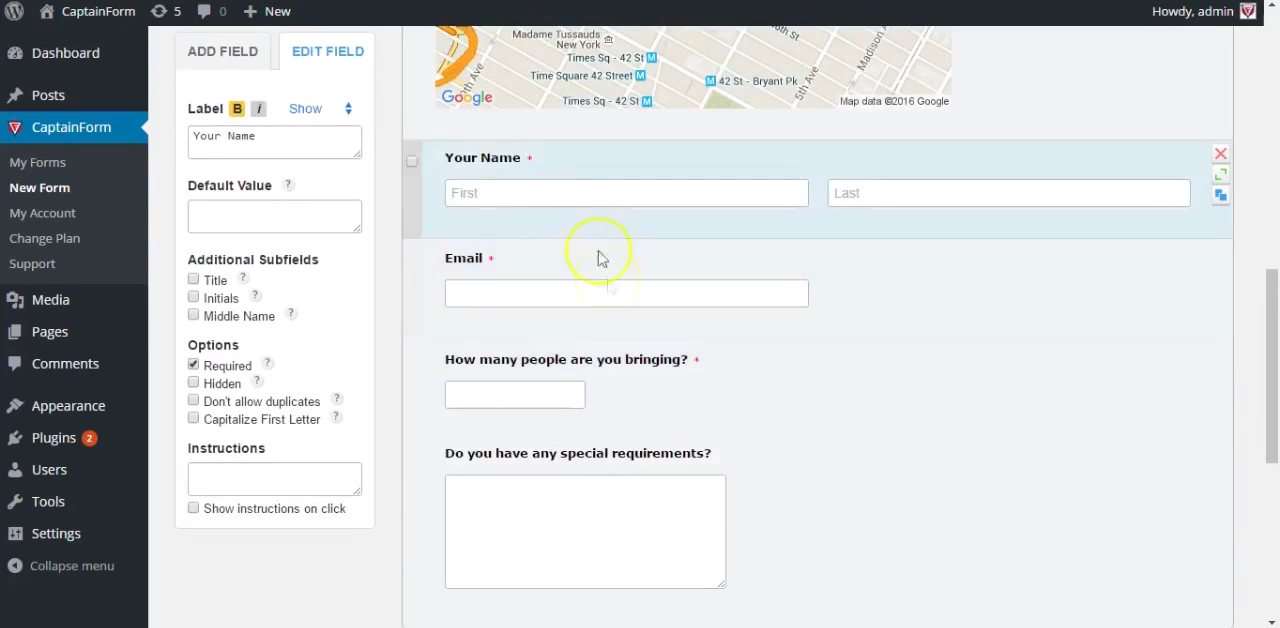 CaptainForm 5 0 New Howdy, admin
Dashboard
Posts
CaptainForm
My Forms
New Form
My Account
Change Plan
Support
Media
Pages
Comments
Appearance
Plugins 2
Users
Tools
Settings
Collapse menu
ADD FIELD EDIT FIELD
Label B i Show
Your Name
Default Value ?
Additional Subfields
Title ?
Initials ?
Middle Name ?
Options
Required ?
Hidden ?
Don't allow duplicates ?
Capitalize First Letter ?
Instructions
Show instructions on click
Madame Tussauds
New York
Times Sq - 42 St M
Time Square 42 Street M
Times Sq - 42 St M
M 42 St - Bryant Pk
5th Ave
Google
Map data ©2016 Google
Your Name *
First Last
Email *
How many people are you bringing? *
Do you have any special requirements?